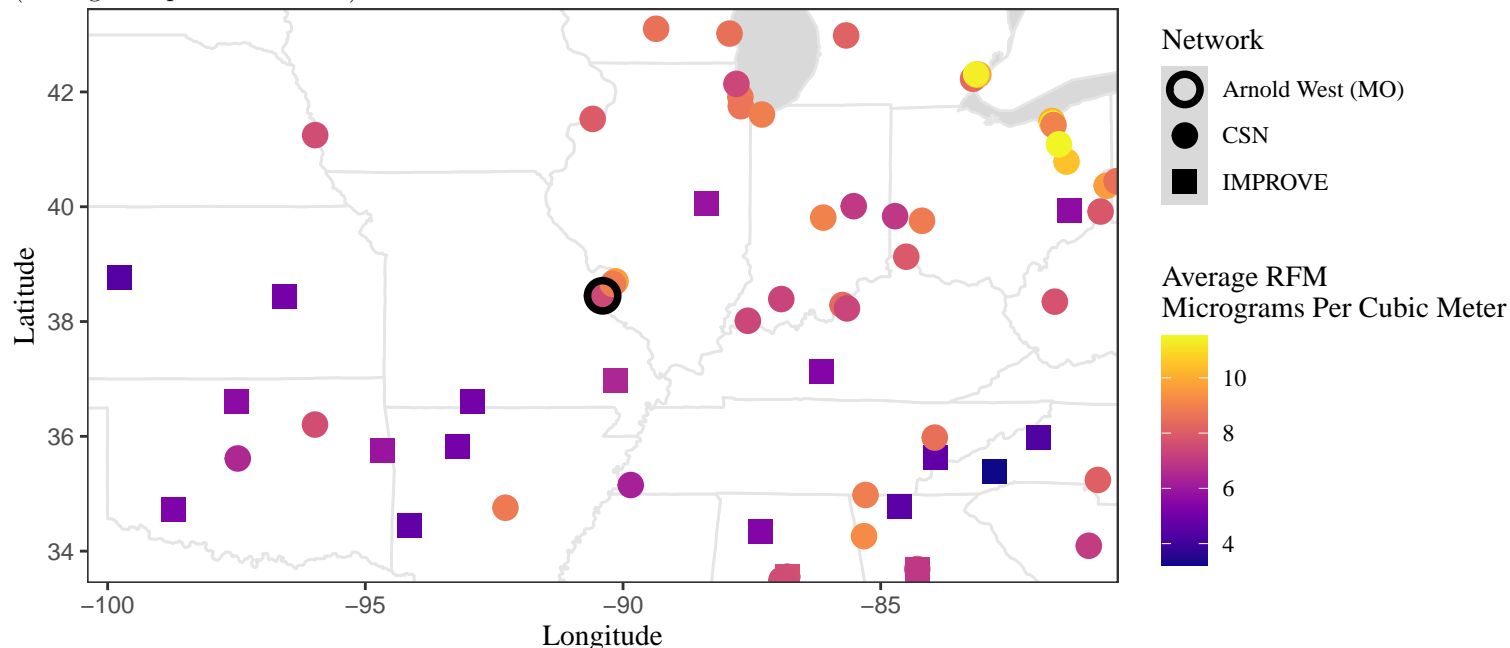 42
40
38
36
34
−100
−95
−90
−85
Latitude
Longitude
Network
Arnold West (MO)
CSN
IMPROVE
Average RFM
Micrograms Per Cubic Meter
10
8
6
4